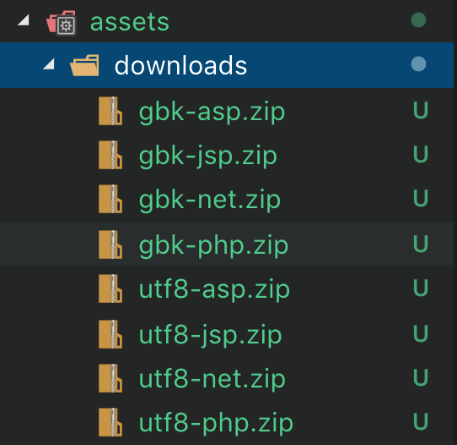 assets
downloads
gbk-asp.zip U
gbk-jsp.zip U
gbk-net.zip U
gbk-php.zip U
utf8-asp.zip U
utf8-jsp.zip U
utf8-net.zip U
utf8-php.zip U